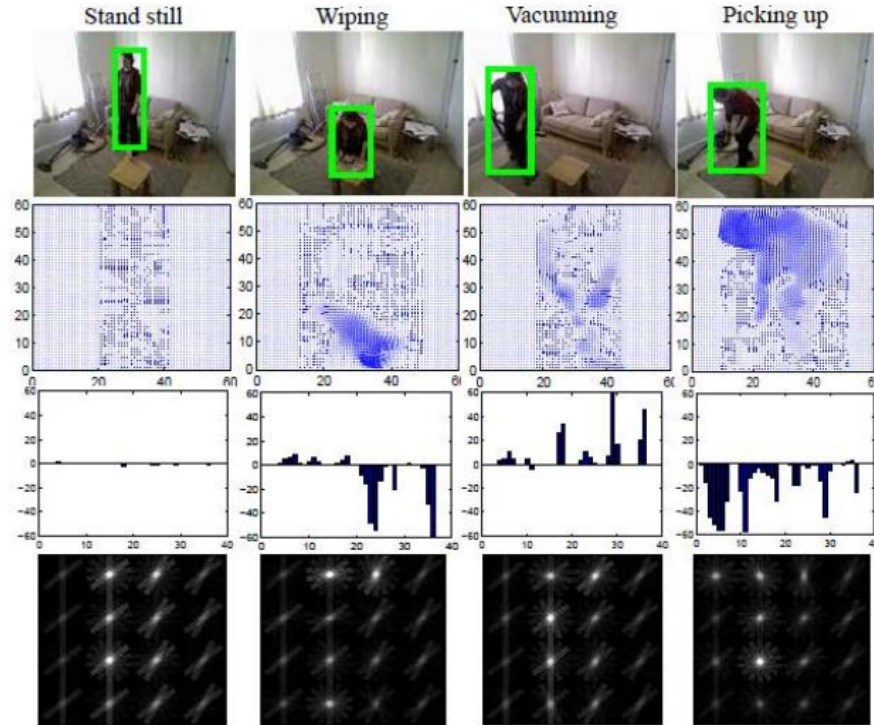 Stand still Wiping Vacuuming Picking up
60 60 60 60
50 50 50 50
40 40 40 40
30 30 30 30
20 20 20 20
10 10 10 10
0 0 0 0
0 20 40 60 0 20 40 60 0 20 40 60 0 20 40 60
60 60 60 60
40 40 40 40
20 20 20 20
0 0 0 0
−20 −20 −20 −20
−40 −40 −40 −40
−60 −60 −60 −60
0 10 20 30 40 0 10 20 30 40 0 10 20 30 40 0 10 20 30 40